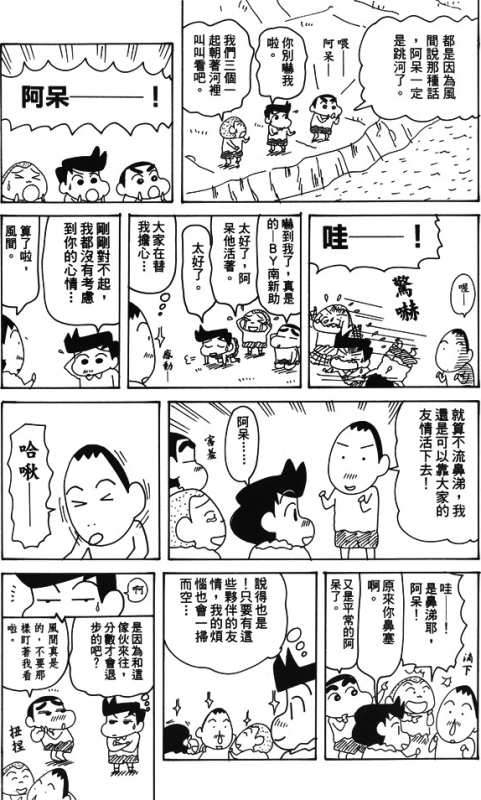 都是因為風
間說那種話
，阿呆一定
是跳河了。
喂
阿呆——
你別嚇我
啦。
我們三個一
起朝著河裡
叫叫看吧。
阿呆——！
喔——
哇——！
驚嚇
嚇到我了，真是
的—BY南新助
太好了，阿
呆他活著。
太好了。
大家在替
我擔心…
感動—
剛剛對不起，
我都沒有考慮
到你的心情…
算了啦，
風間。
就算不流鼻涕，我
還是可以靠大家的
友情活下去！
阿呆……
害羞
哈啾——
哇！——
是鼻涕耶，
阿呆！
滴下
原來你鼻塞
啊。
又是平常的阿
呆了。
說得也是
！只要有這
些夥伴的友
情，我的煩
惱也會一掃
而空…
啊
是因為和這
傢伙來往，
分數才會退
步的吧？
風間真是
的，不要那
樣盯著我看
啦。
扭捏